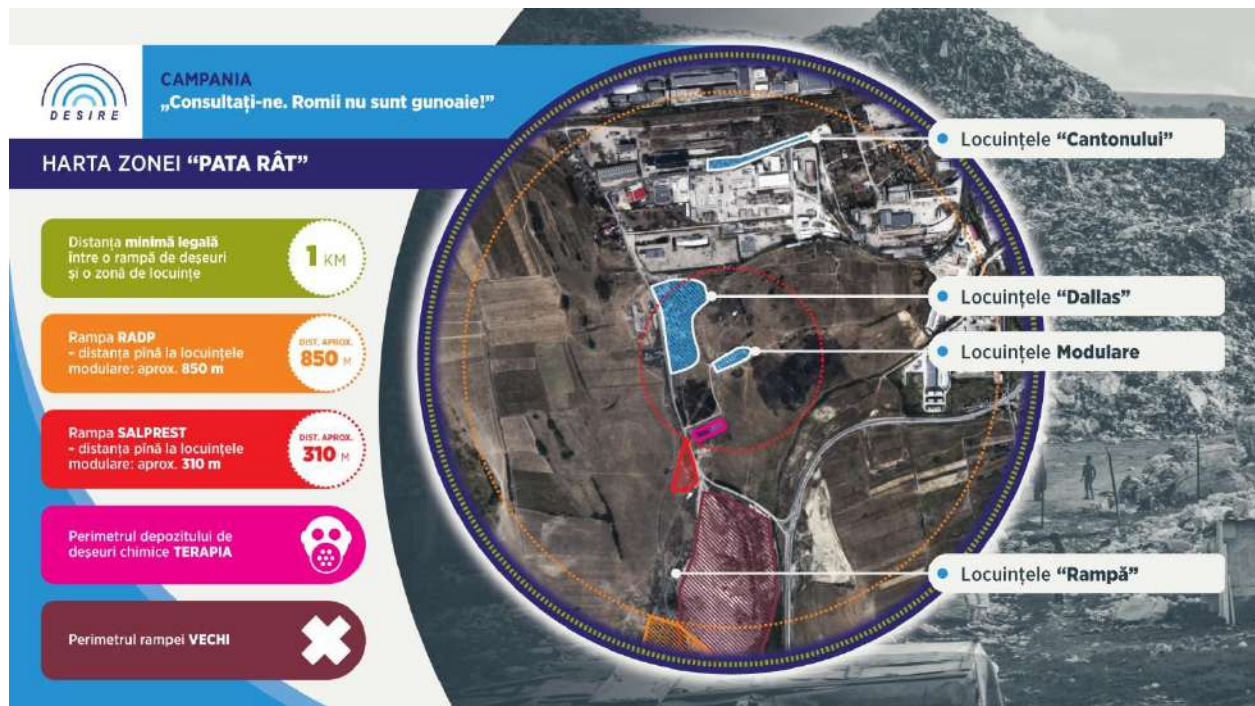 DESIRE
CAMPANIA
„Consultați-ne. Romii nu sunt gunoaie!”
HARTA ZONEI “PATA RÂT”
Distanța minimă legală
între o rampă de deșeuri
și o zonă de locuințe
1 KM
Rampa RADP
– distanța pînă la locuințele
modulare: aprox. 850 m
DIST. APROX.
850 M
Rampa SALPREST
– distanța pînă la locuințele
modulare: aprox. 310 m
DIST. APROX.
310 M
Perimetrul depozitului de
deșeuri chimice TERAPIA
Perimetrul rampei VECHI
Locuințele “Cantonului”
Locuințele “Dallas”
Locuințele Modulare
Locuințele “Rampă”